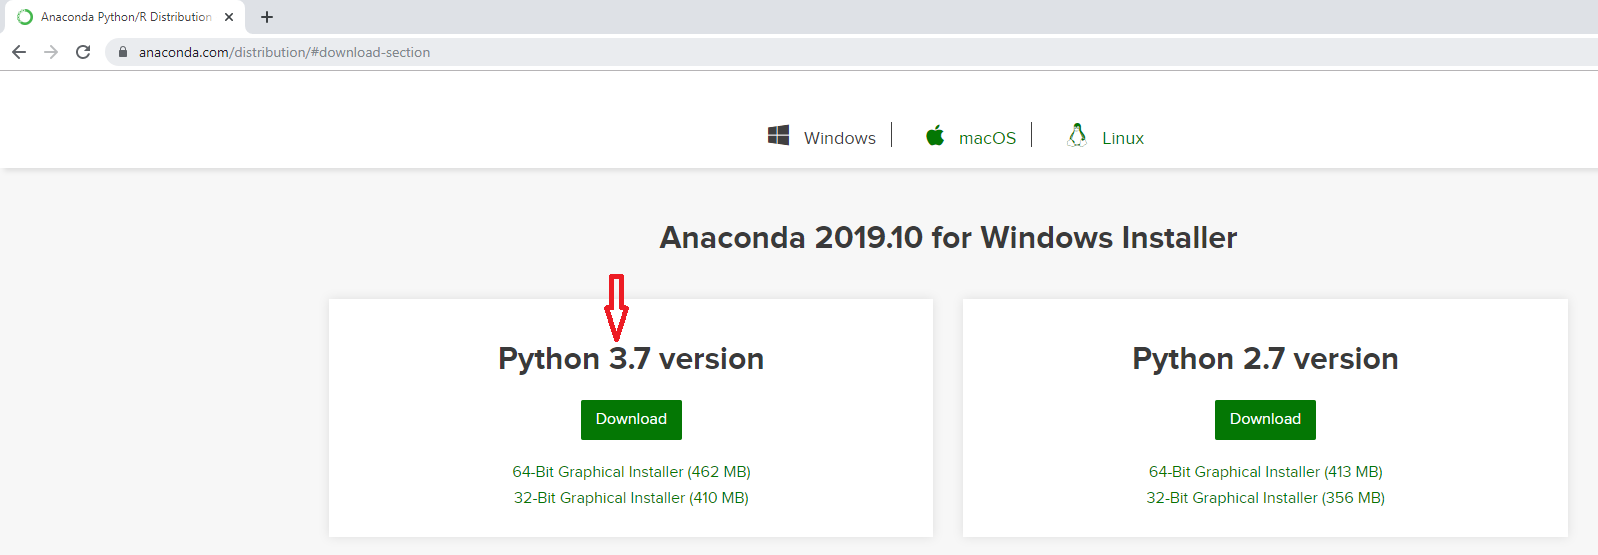 Anaconda Python/R Distribution
anaconda.com/distribution/#download-section
Windows macOS Linux
Anaconda 2019.10 for Windows Installer
Python 3.7 version
Download
64-Bit Graphical Installer (462 MB)
32-Bit Graphical Installer (410 MB)
Python 2.7 version
Download
64-Bit Graphical Installer (413 MB)
32-Bit Graphical Installer (356 MB)